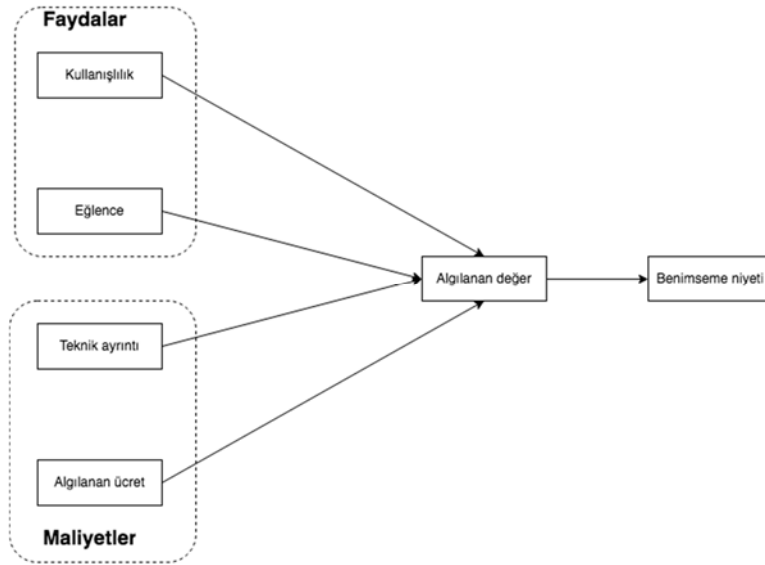 Faydalar
Kullanışlılık
Eğlence
Algılanan değer
Benimseme niyeti
Teknik ayrıntı
Algılanan ücret
Maliyetler